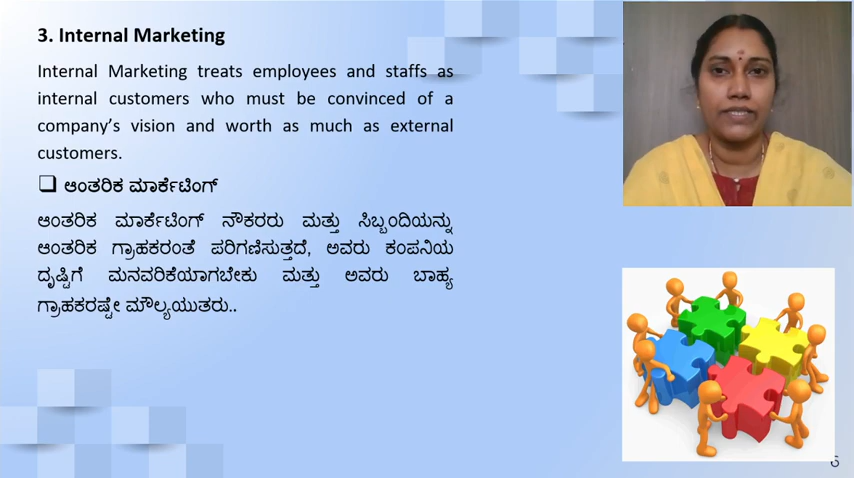 3. Internal Marketing
Internal Marketing treats employees and staffs as
internal customers who must be convinced of a
company’s vision and worth as much as external
customers.
❑ ಆಂತರಿಕ ಮಾರ್ಕೆಟಿಂಗ್
ಆಂತರಿಕ ಮಾರ್ಕೆಟಿಂಗ್ ನೌಕರರು ಮತ್ತು ಸಿಬ್ಬಂದಿಯನ್ನು
ಆಂತರಿಕ ಗ್ರಾಹಕರಂತೆ ಪರಿಗಣಿಸುತ್ತದೆ, ಅವರು ಕಂಪನಿಯ
ದೃಷ್ಟಿಗೆ ಮನವರಿಕೆಯಾಗಬೇಕು ಮತ್ತು ಅವರು ಬಾಹ್ಯ
ಗ್ರಾಹಕರಷ್ಟೇ ಮೌಲ್ಯಯುತರು..
6